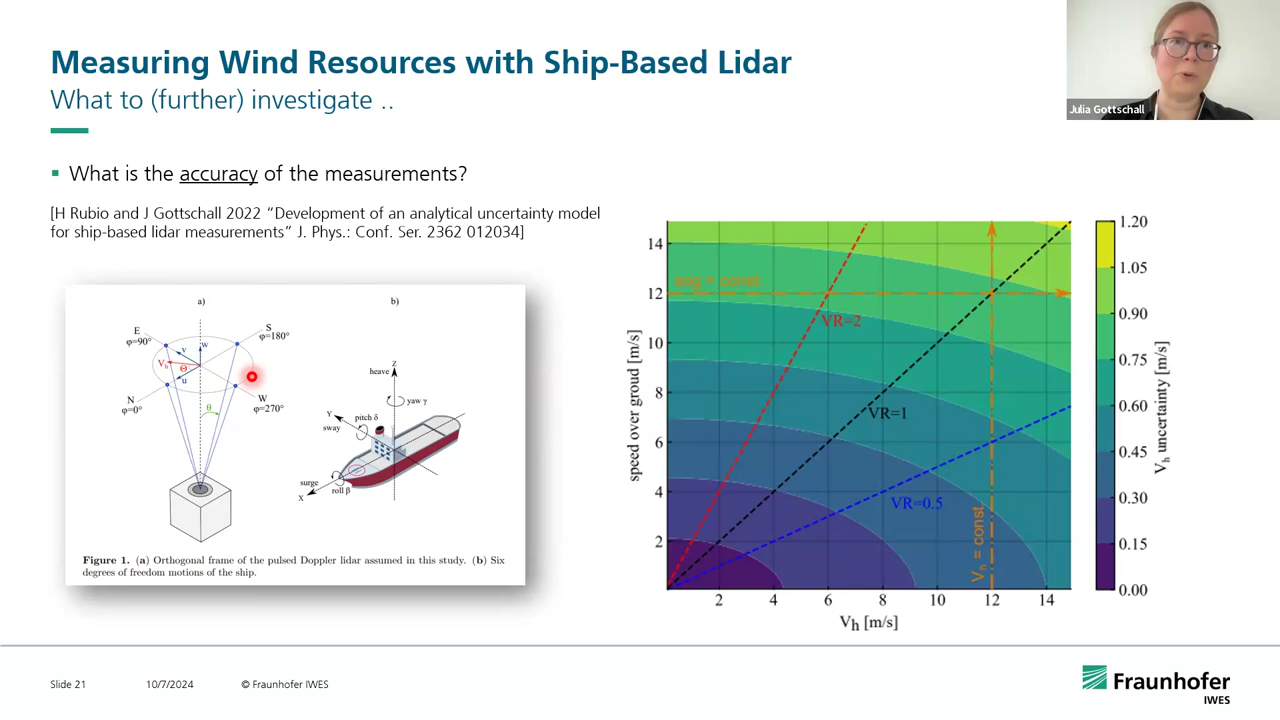 Measuring Wind Resources with Ship-Based Lidar
What to (further) investigate ..
Julia Gottschall
What is the accuracy of the measurements?
[H Rubio and J Gottschall 2022 “Development of an analytical uncertainty model
for ship-based lidar measurements” J. Phys.: Conf. Ser. 2362 012034]
a)
b)
E
φ=90°
S
φ=180°
v
w
Vh
Θ
u
N
φ=0°
W
φ=270°
θ
Z
heave
yaw γ
Y
pitch δ
sway
surge
roll β
X
Figure 1. (a) Orthogonal frame of the pulsed Doppler lidar assumed in this study. (b) Six
degrees of freedom motions of the ship.
speed over groud [m/s]
14
12
10
8
6
4
2
sog = const.
VR=2
VR=1
VR=0.5
Vh = const.
2 4 6 8 10 12 14
Vh [m/s]
1.20
1.05
0.90
0.75
0.60
0.45
0.30
0.15
0.00
Vh uncertainty [m/s]
Slide 21 10/7/2024 © Fraunhofer IWES
Fraunhofer
IWES